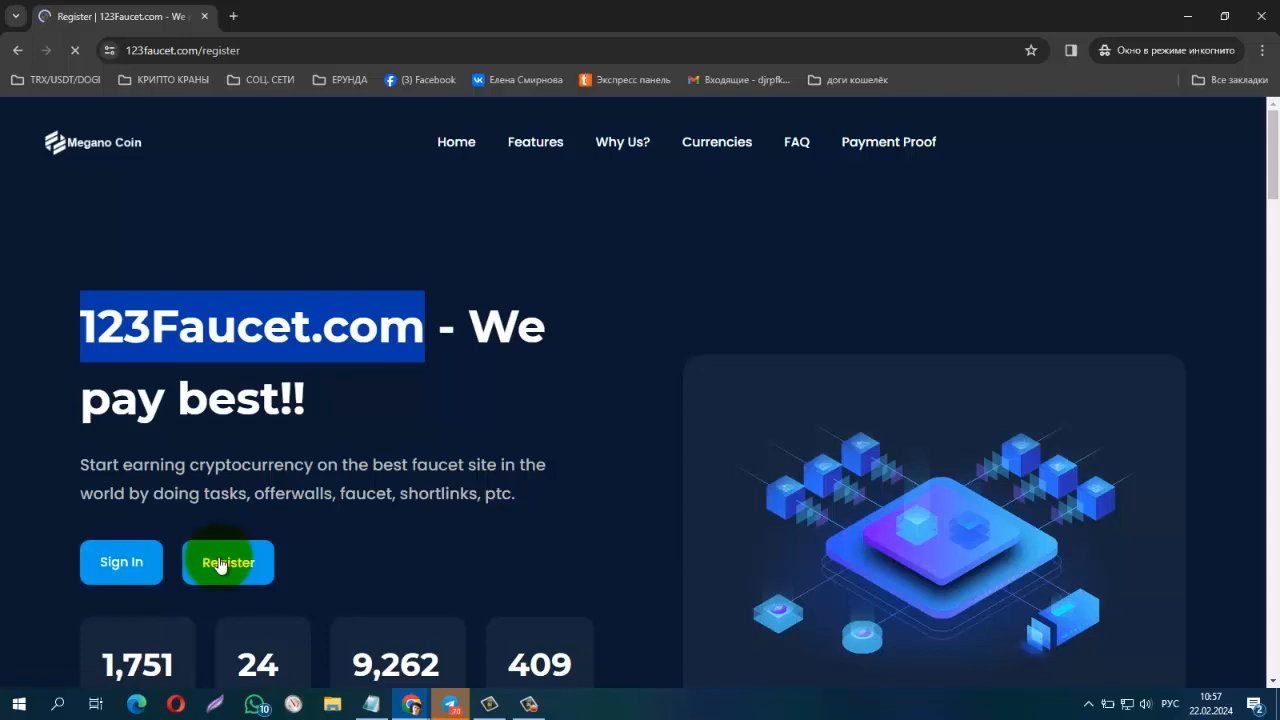 Register | 123Faucet.com - We p
123faucet.com/register
Окно в режиме инкогнито
TRX/USDT/DOGI
КРИПТО КРАНЫ
СОЦ. СЕТИ
ЕРУНДА
(3) Facebook
Елена Смирнова
Экспресс панель
Входящие - djrpfk...
доги кошелёк
Все закладки
Megano Coin
Home
Features
Why Us?
Currencies
FAQ
Payment Proof
123Faucet.com - We
pay best!!
Start earning cryptocurrency on the best faucet site in the
world by doing tasks, offerwalls, faucet, shortlinks, ptc.
Sign In
Register
1,751
24
9,262
409
10
70
РУС
10:57
22.02.2024
2